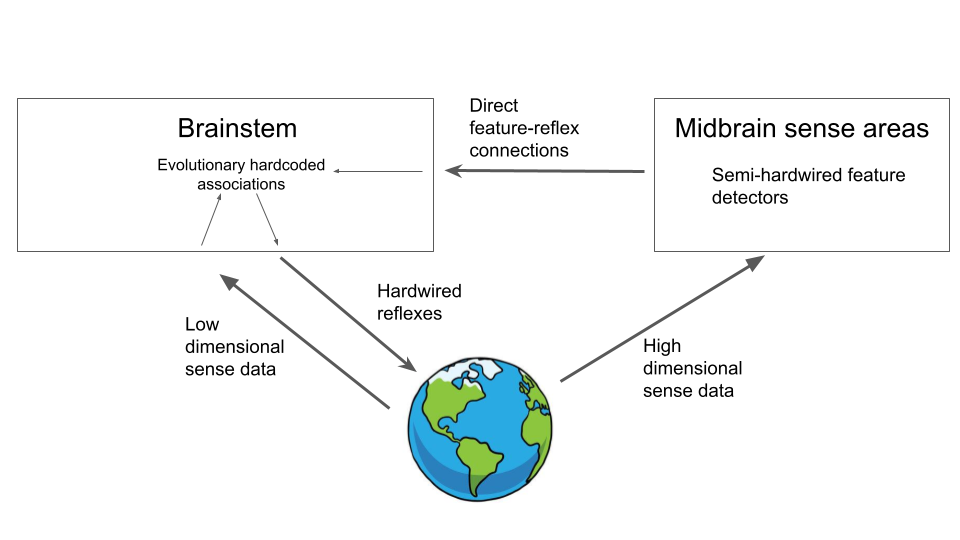 Brainstem
Evolutionary hardcoded
associations
Direct
feature-reflex
connections
Midbrain sense areas
Semi-hardwired feature
detectors
Hardwired
reflexes
Low
dimensional
sense data
High
dimensional
sense data